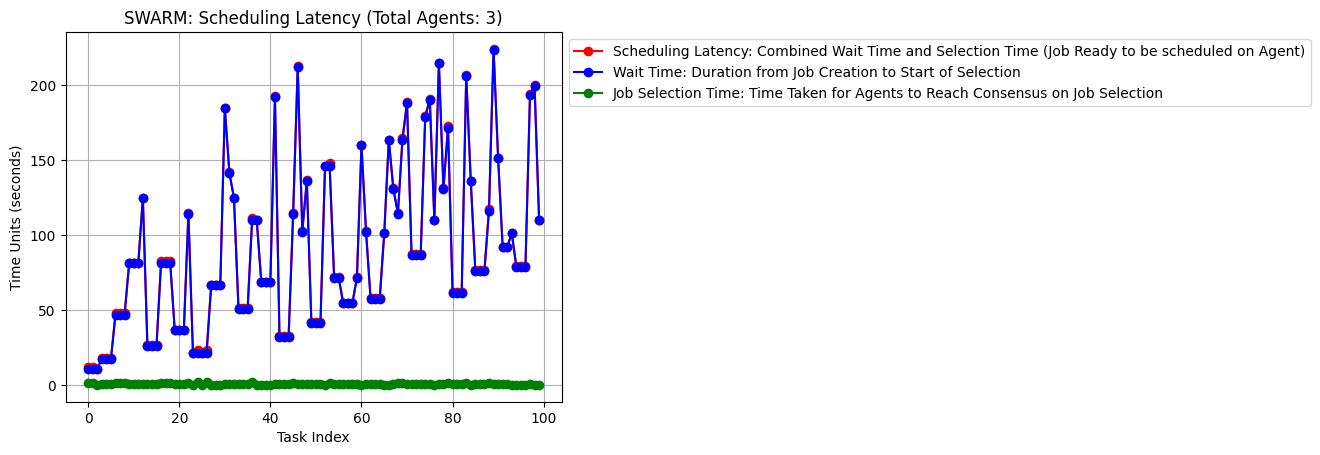 SWARM: Scheduling Latency (Total Agents: 3)
Scheduling Latency: Combined Wait Time and Selection Time (Job Ready to be scheduled on Agent)
Wait Time: Duration from Job Creation to Start of Selection
Job Selection Time: Time Taken for Agents to Reach Consensus on Job Selection
Time Units (seconds)
200
150
100
50
0
0 20 40 60 80 100
Task Index